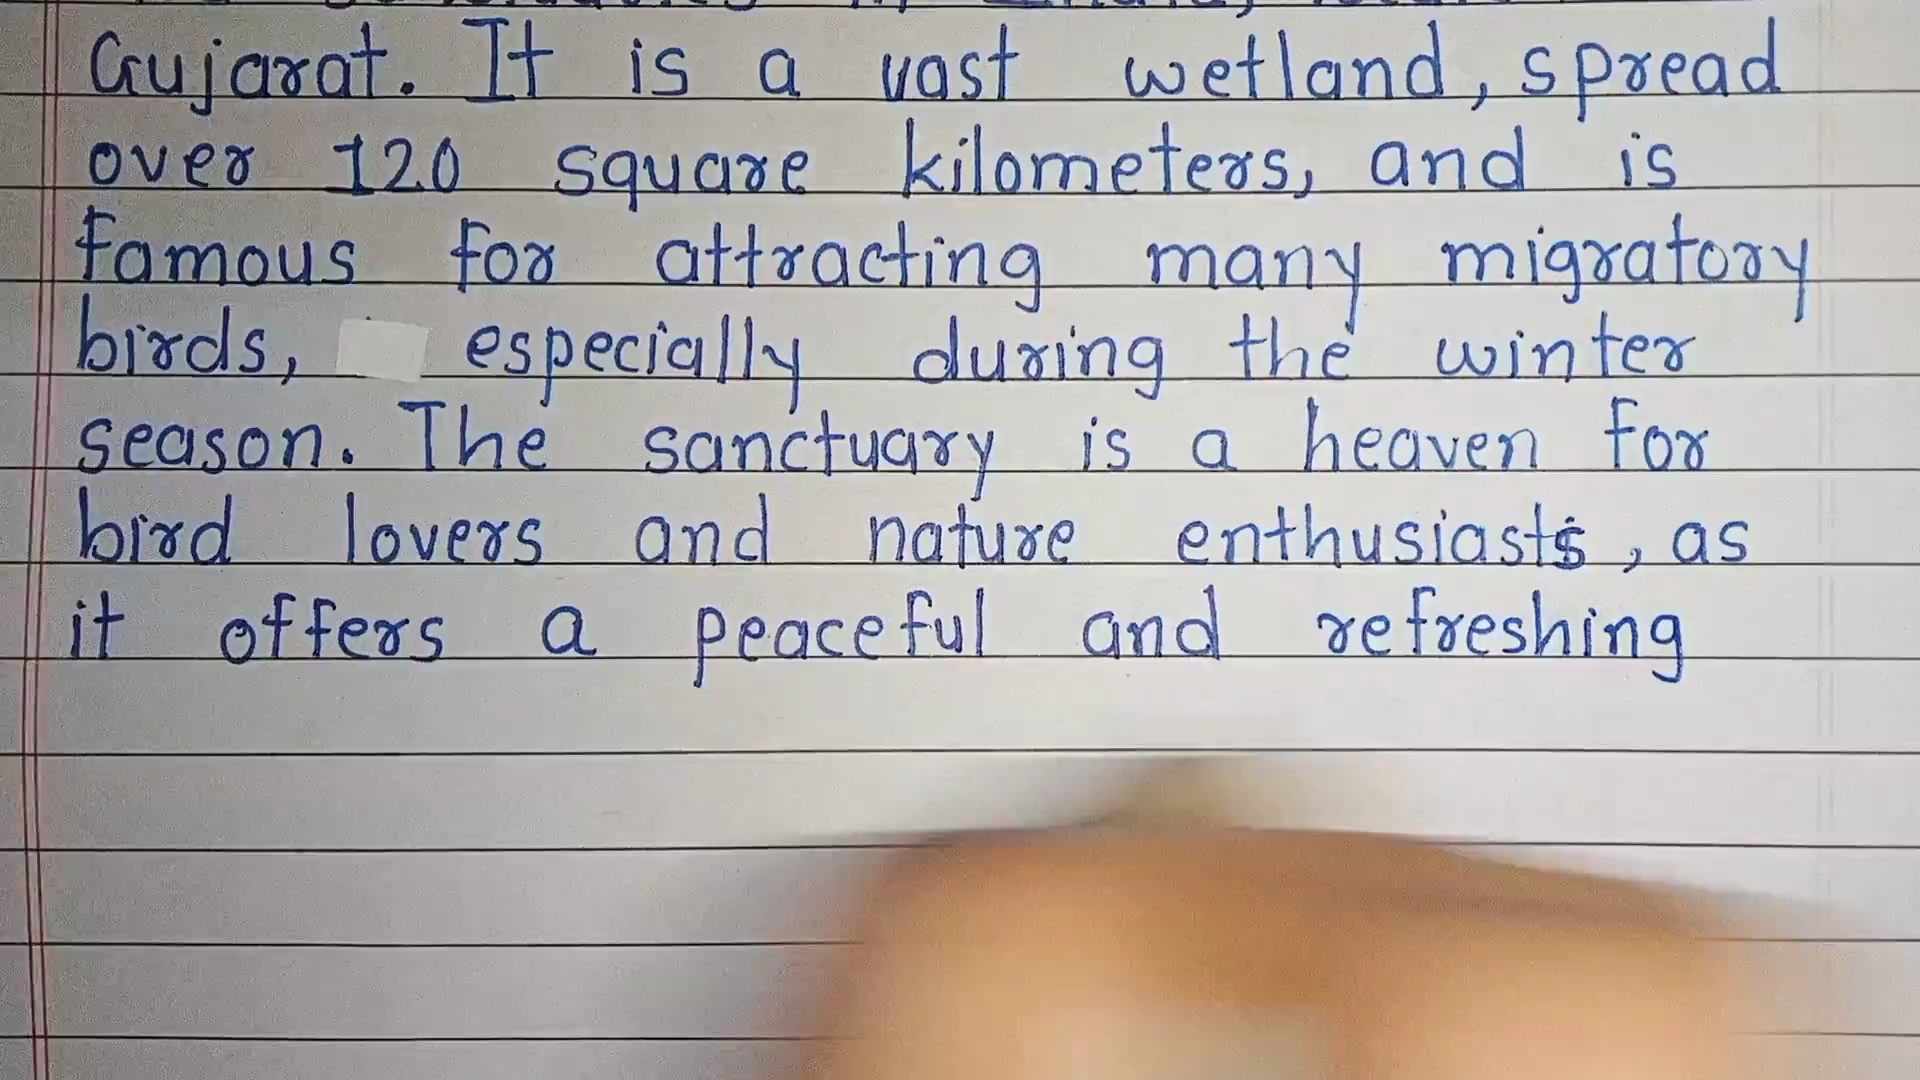 Gujarat. It is a vast wetland, spread
over 120 square kilometers, and is
famous for attracting many migratory
birds, especially during the winter
season. The sanctuary is a heaven for
bird lovers and nature enthusiasts, as
it offers a peaceful and refreshing